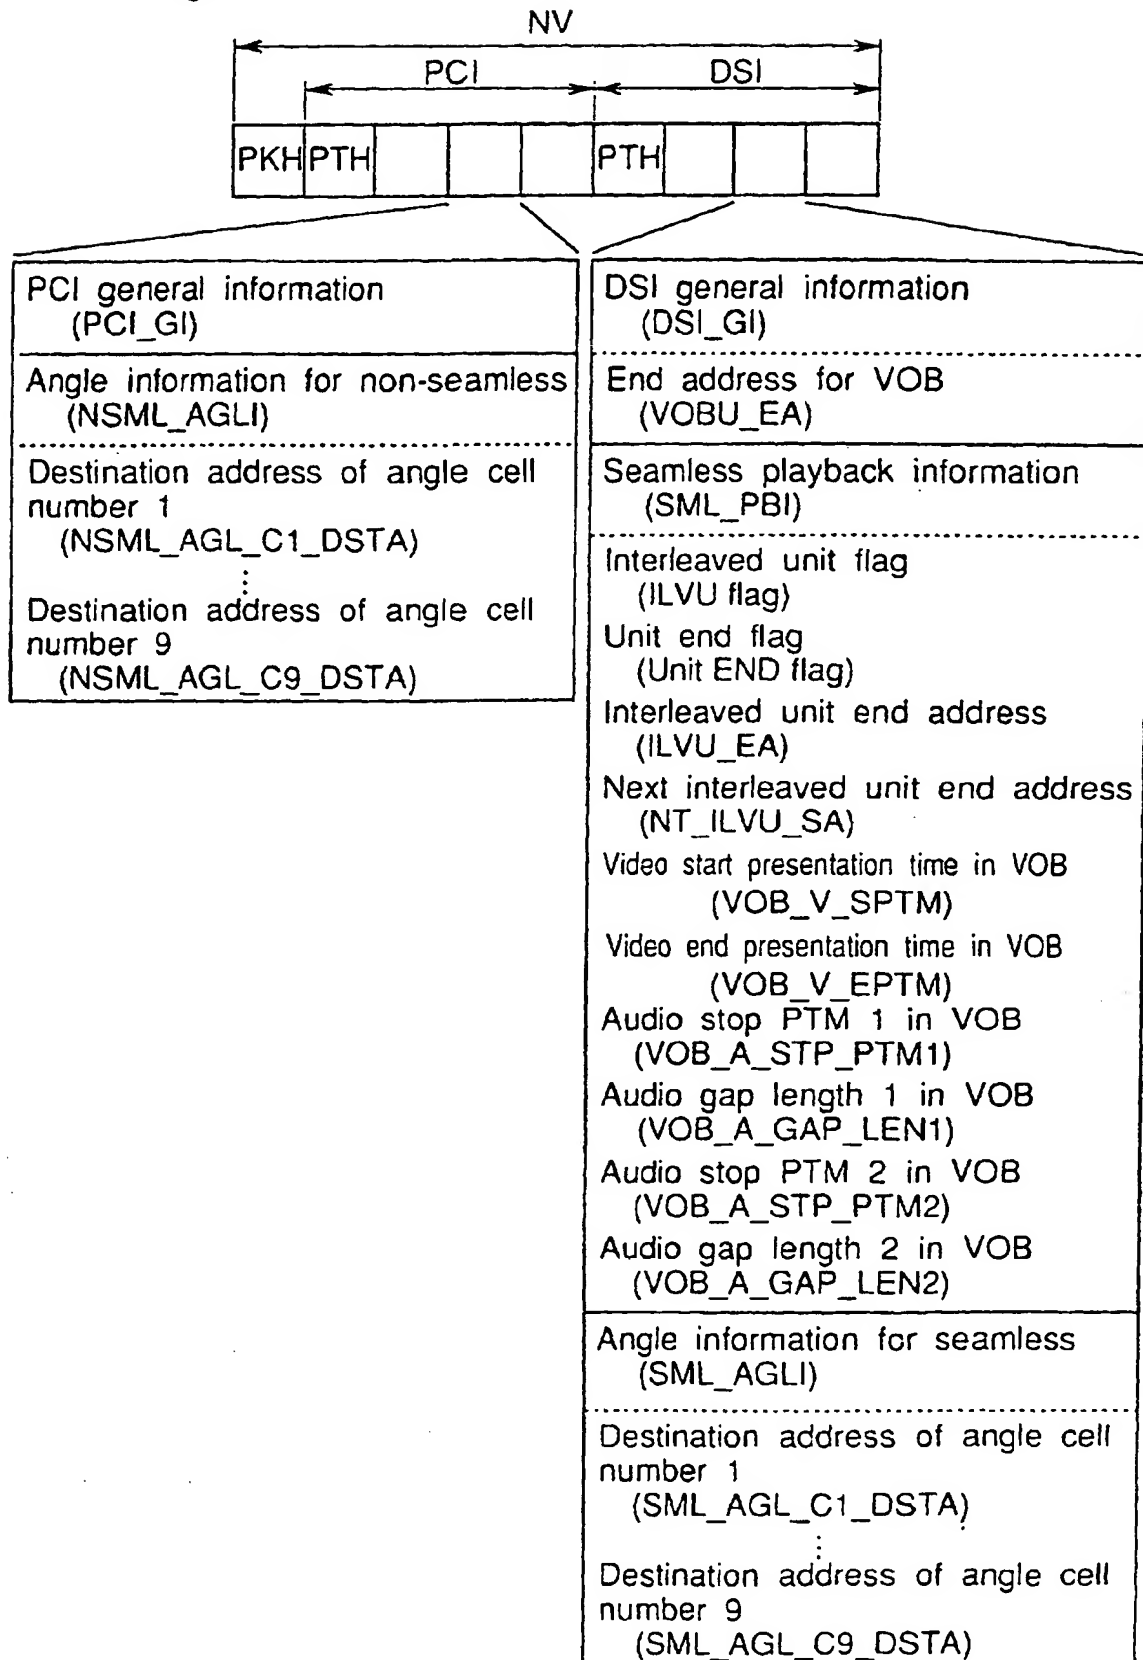 NV
PCI DSI
PKH PTH PTH
PCI general information
(PCI_GI)
Angle information for non-seamless
(NSML_AGLI)
Destination address of angle cell
number 1
(NSML_AGL_C1_DSTA)
Destination address of angle cell
number 9
(NSML_AGL_C9_DSTA)
DSI general information
(DSI_GI)
End address for VOB
(VOBU_EA)
Seamless playback information
(SML_PBI)
Interleaved unit flag
(ILVU flag)
Unit end flag
(Unit END flag)
Interleaved unit end address
(ILVU_EA)
Next interleaved unit end address
(NT_ILVU_SA)
Video start presentation time in VOB
(VOB_V_SPTM)
Video end presentation time in VOB
(VOB_V_EPTM)
Audio stop PTM 1 in VOB
(VOB_A_STP_PTM1)
Audio gap length 1 in VOB
(VOB_A_GAP_LEN1)
Audio stop PTM 2 in VOB
(VOB_A_STP_PTM2)
Audio gap length 2 in VOB
(VOB_A_GAP_LEN2)
Angle information for seamless
(SML_AGLI)
Destination address of angle cell
number 1
(SML_AGL_C1_DSTA)
Destination address of angle cell
number 9
(SML_AGL_C9_DSTA)